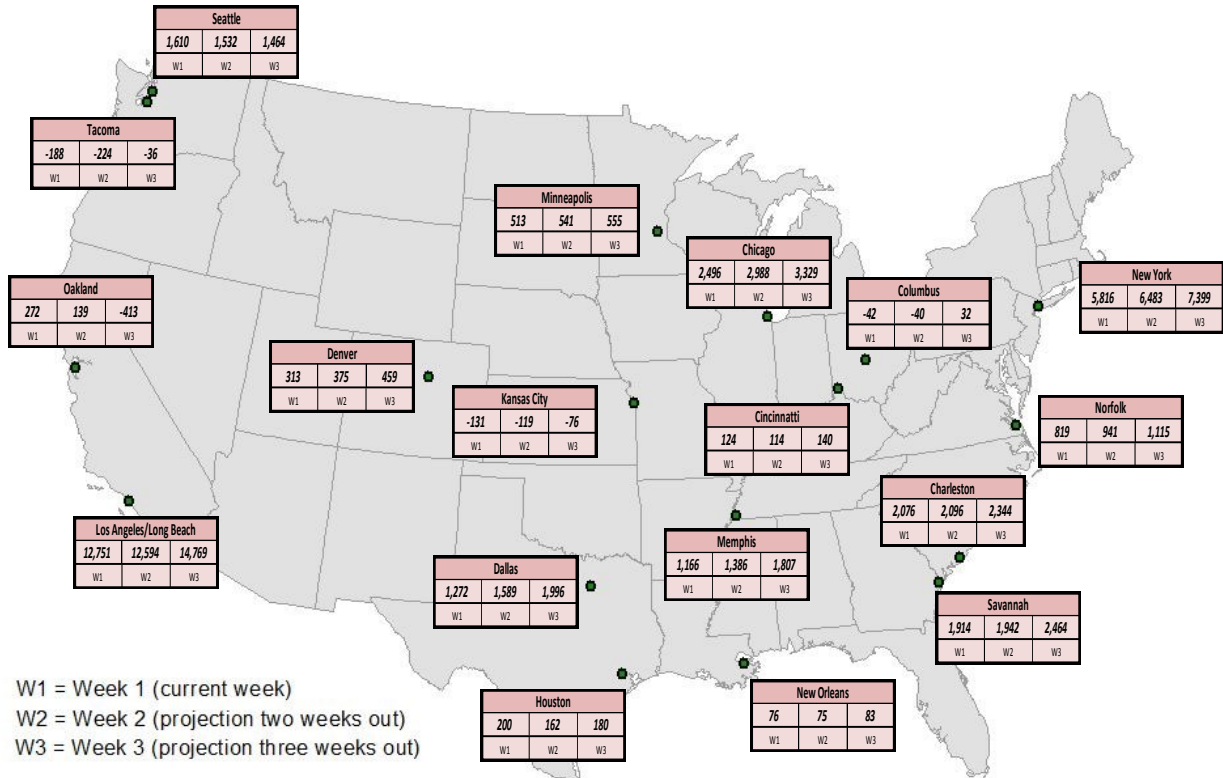 Seattle
1,610 1,532 1,464
W1 W2 W3
Tacoma
-188 -224 -36
W1 W2 W3
Minneapolis
513 541 555
W1 W2 W3
Chicago
2,496 2,988 3,329
W1 W2 W3
New York
5,816 6,483 7,399
W1 W2 W3
Oakland
272 139 -413
W1 W2 W3
Columbus
-42 -40 32
W1 W2 W3
Denver
313 375 459
W1 W2 W3
Kansas City
-131 -119 -76
W1 W2 W3
Cincinnatti
124 114 140
W1 W2 W3
Norfolk
819 941 1,115
W1 W2 W3
Charleston
2,076 2,096 2,344
W1 W2 W3
Los Angeles/Long Beach
12,751 12,594 14,769
W1 W2 W3
Memphis
1,166 1,386 1,807
W1 W2 W3
Dallas
1,272 1,589 1,996
W1 W2 W3
Savannah
1,914 1,942 2,464
W1 W2 W3
Houston
200 162 180
W1 W2 W3
New Orleans
76 75 83
W1 W2 W3
W1 = Week 1 (current week)
W2 = Week 2 (projection two weeks out)
W3 = Week 3 (projection three weeks out)